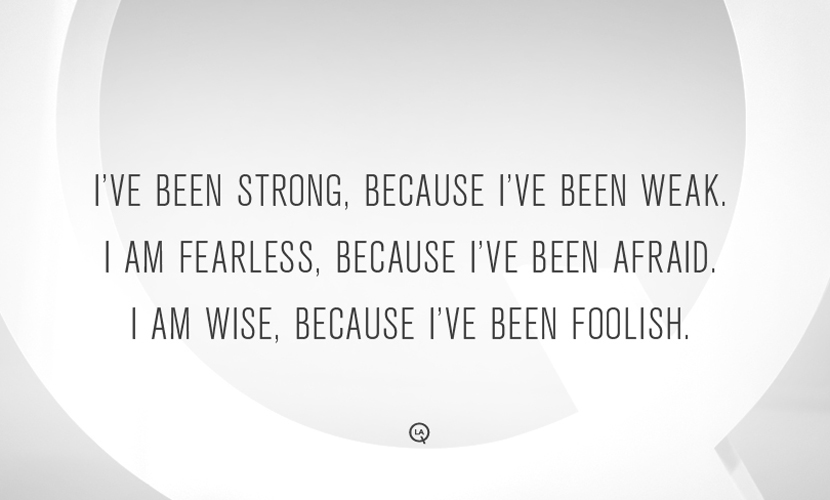 I'VE BEEN STRONG, BECAUSE I'VE BEEN WEAK.
I AM FEARLESS, BECAUSE I'VE BEEN AFRAID.
I AM WISE, BECAUSE I'VE BEEN FOOLISH.
LA